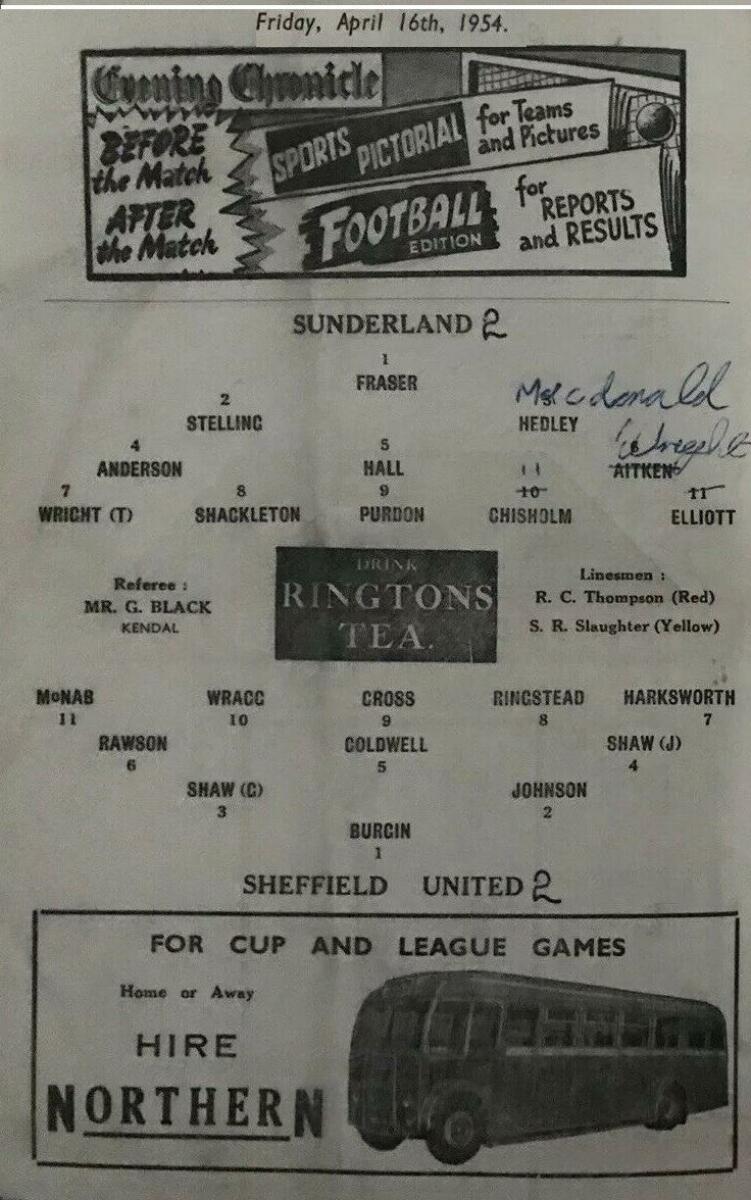 Friday, April 16th, 1954.
Evening Chronicle
BEFORE the Match
SPORTS PICTORIAL for Teams and Pictures
AFTER the Match
FOOTBALL EDITION for REPORTS and RESULTS
SUNDERLAND 2
1
FRASER
Macdonald
2
STELLING HEDLEY
Wright
4 5 6
ANDERSON HALL AITKEN
11
7 8 9 10 11
WRIGHT (T) SHACKLETON PURDON CHISHOLM ELLIOTT
Referee :
MR. G. BLACK
KENDAL
DRINK
RINGTONS
TEA.
Linesmen :
R. C. Thompson (Red)
S. R. Slaughter (Yellow)
McNAB WRAGG CROSS RINGSTEAD HARKSWORTH
11 10 9 8 7
RAWSON COLDWELL SHAW (J)
6 5 4
SHAW (G) JOHNSON
3 2
BURGIN
1
SHEFFIELD UNITED 2
FOR CUP AND LEAGUE GAMES
Home or Away
HIRE
NORTHERN